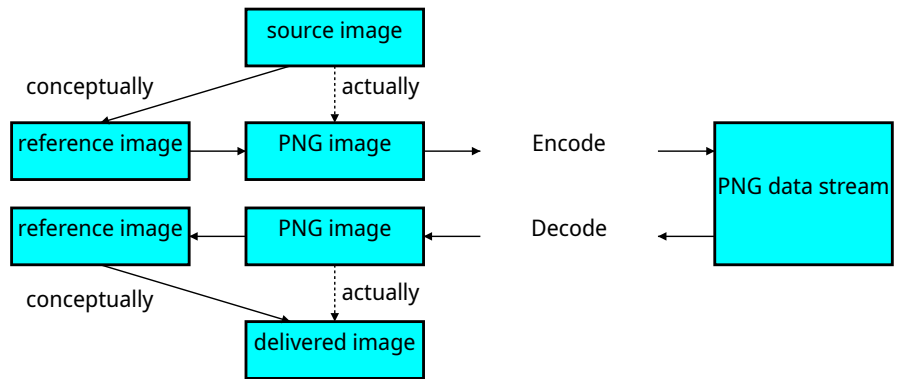 source image
conceptually
actually
reference image
PNG image
Encode
PNG data stream
reference image
PNG image
Decode
conceptually
actually
delivered image